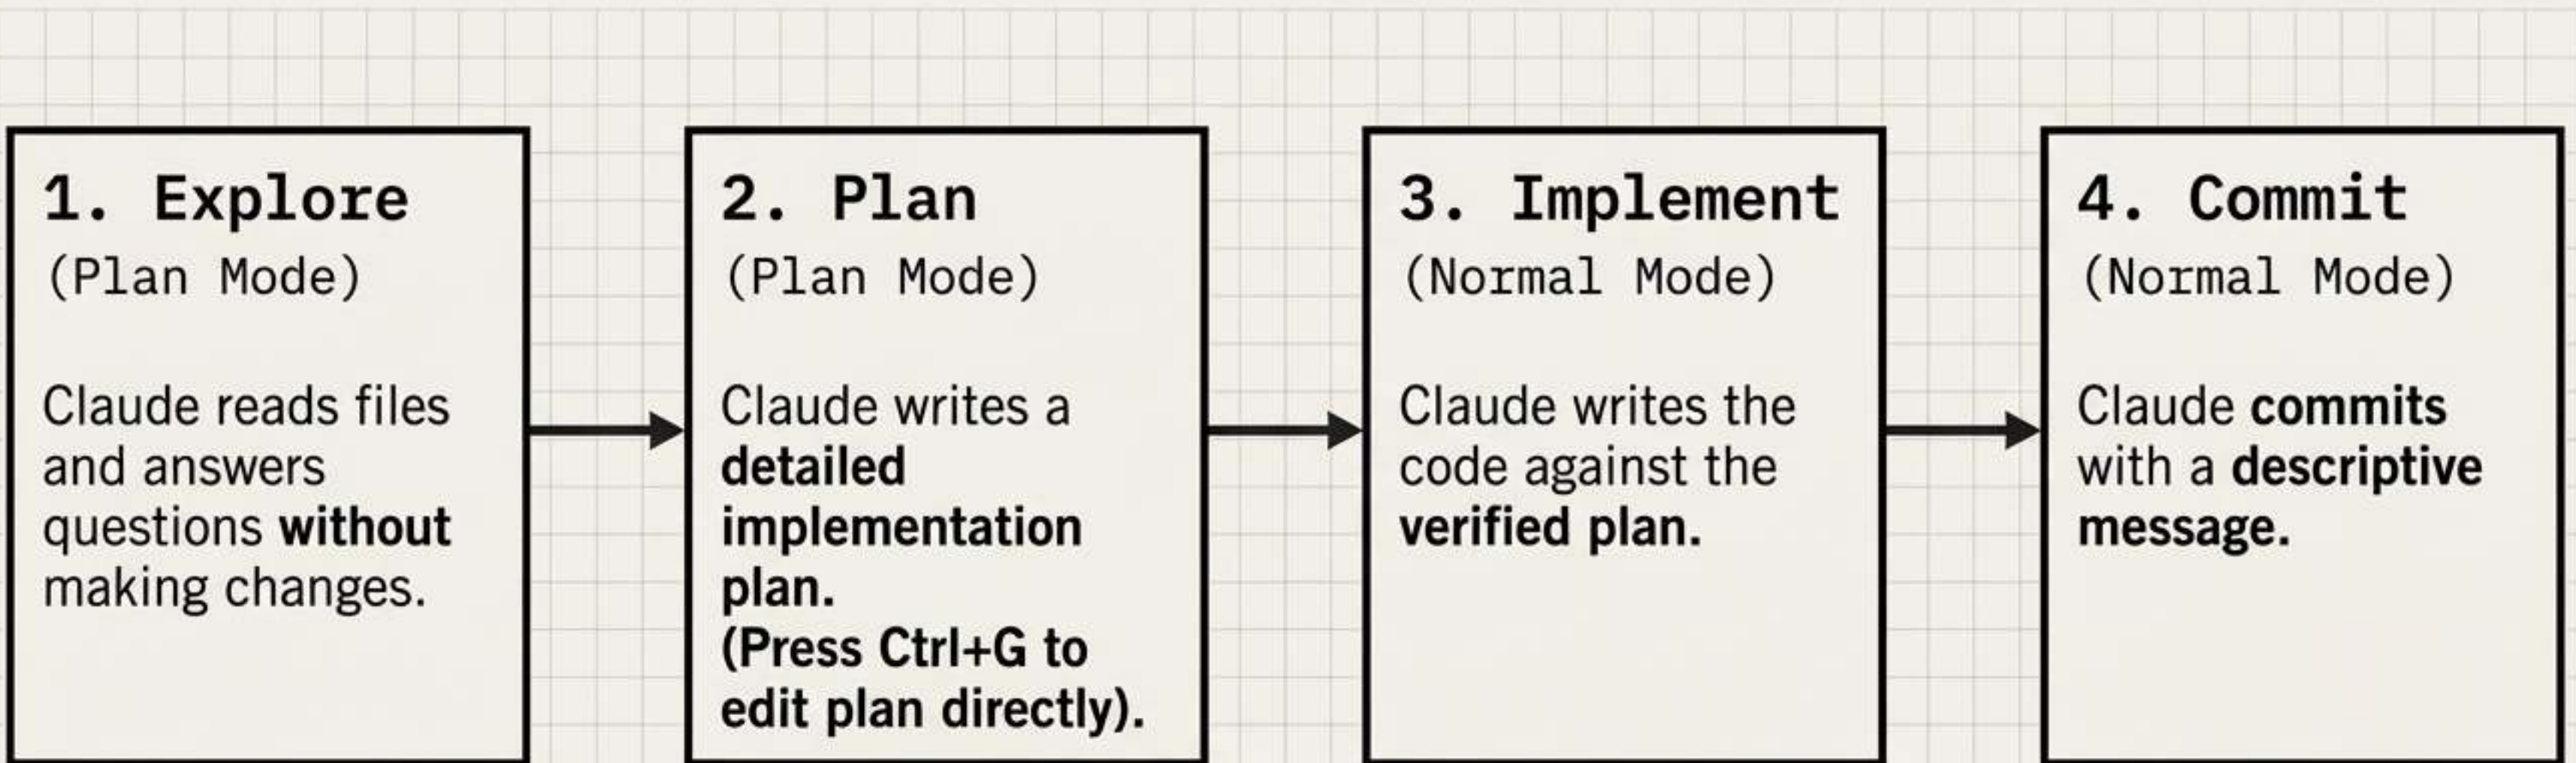 1. Explore
(Plan Mode)
Claude reads files
and answers
questions without
making changes.
2. Plan
(Plan Mode)
Claude writes a
detailed
implementation
plan.
(Press Ctrl+G to
edit plan directly).
3. Implement
(Normal Mode)
Claude writes the
code against the
verified plan.
4. Commit
(Normal Mode)
Claude commits
with a descriptive
message.